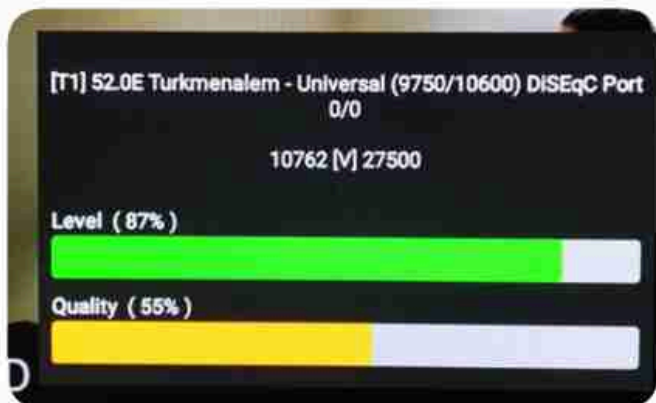 [T1] 52.0E Turkmenalem - Universal (9750/10600) DiSEqC Port
0/0
10762 [V] 27500
Level ( 87% )
Quality ( 55% )
D